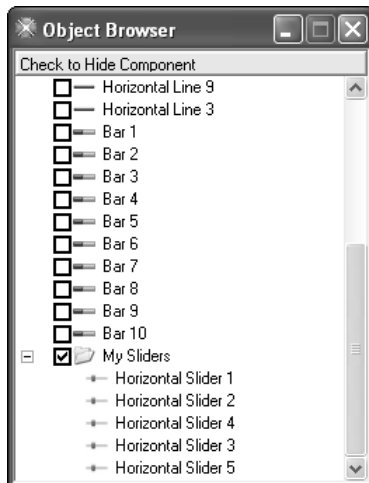 Object Browser
Check to Hide Component
Horizontal Line 9
Horizontal Line 3
Bar 1
Bar 2
Bar 3
Bar 4
Bar 5
Bar 6
Bar 7
Bar 8
Bar 9
Bar 10
My Sliders
Horizontal Slider 1
Horizontal Slider 2
Horizontal Slider 4
Horizontal Slider 3
Horizontal Slider 5